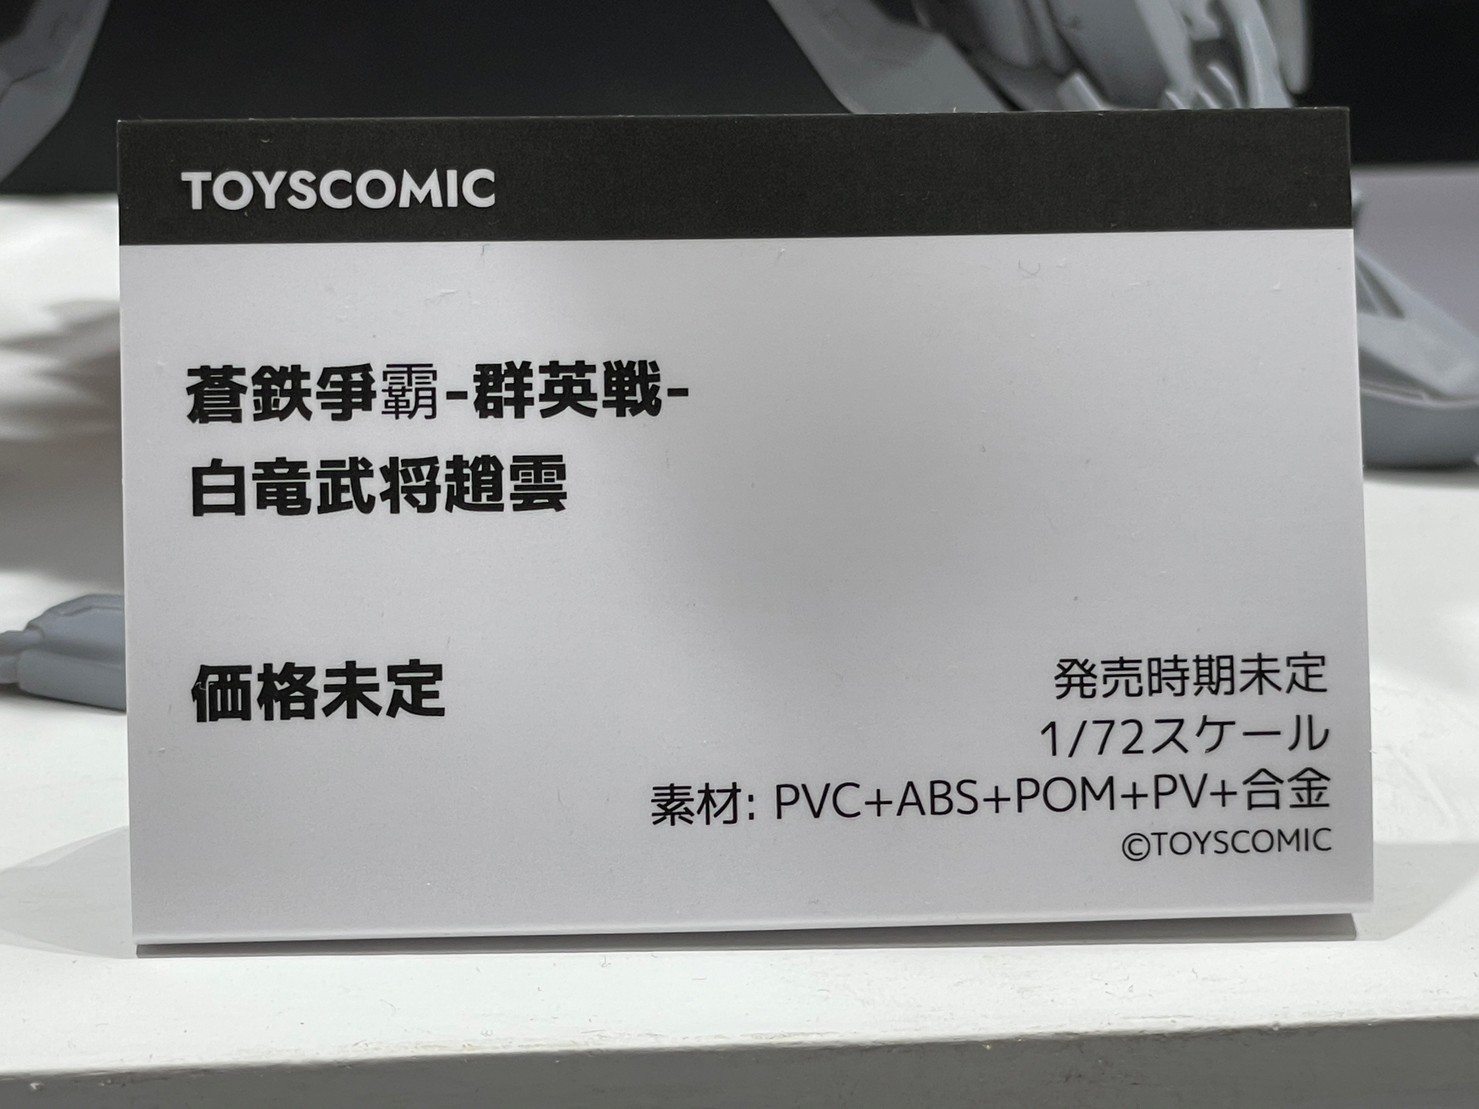 TOYSCOMIC
蒼鉄爭霸-群英戦-
白竜武将趙雲
価格未定
発売時期未定
1/72スケール
素材: PVC+ABS+POM+PV+合金
©TOYSCOMIC